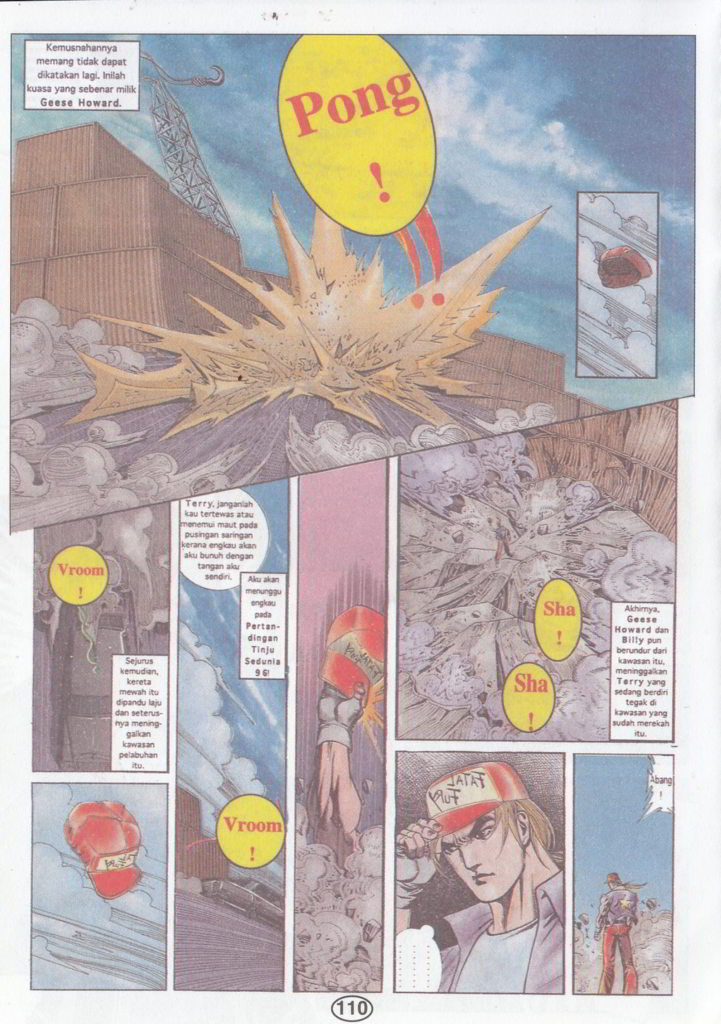 Kemusnahannya
memang tidak dapat
dikatakan lagi. Inilah
kuasa yang sebenar milik
Geese Howard.
Pong
!
Vroom
!
Sejurus
kemudian,
kereta
mewah itu
dipandu laju
dan seterus-
nya mening-
galkan
kawasan
pelabuhan
itu.
Terry, janganlah
kau tertewas atau
menemui maut pada
pusingan saringan
kerana engkau akan
aku bunuh dengan
tangan aku
sendiri.
Aku akan
menunggu
engkau
pada
Pertan-
dingan
Tinju
Sedunia
96!
Vroom
!
Sha
!
Sha
!
Akhirnya,
Geese
Howard dan
Billy pun
berundur dari
kawasan itu,
meninggalkan
Terry yang
sedang berdiri
tegak di
kawasan yang
sudah merekah
itu.
FATAL
FURY
Abang
!
110